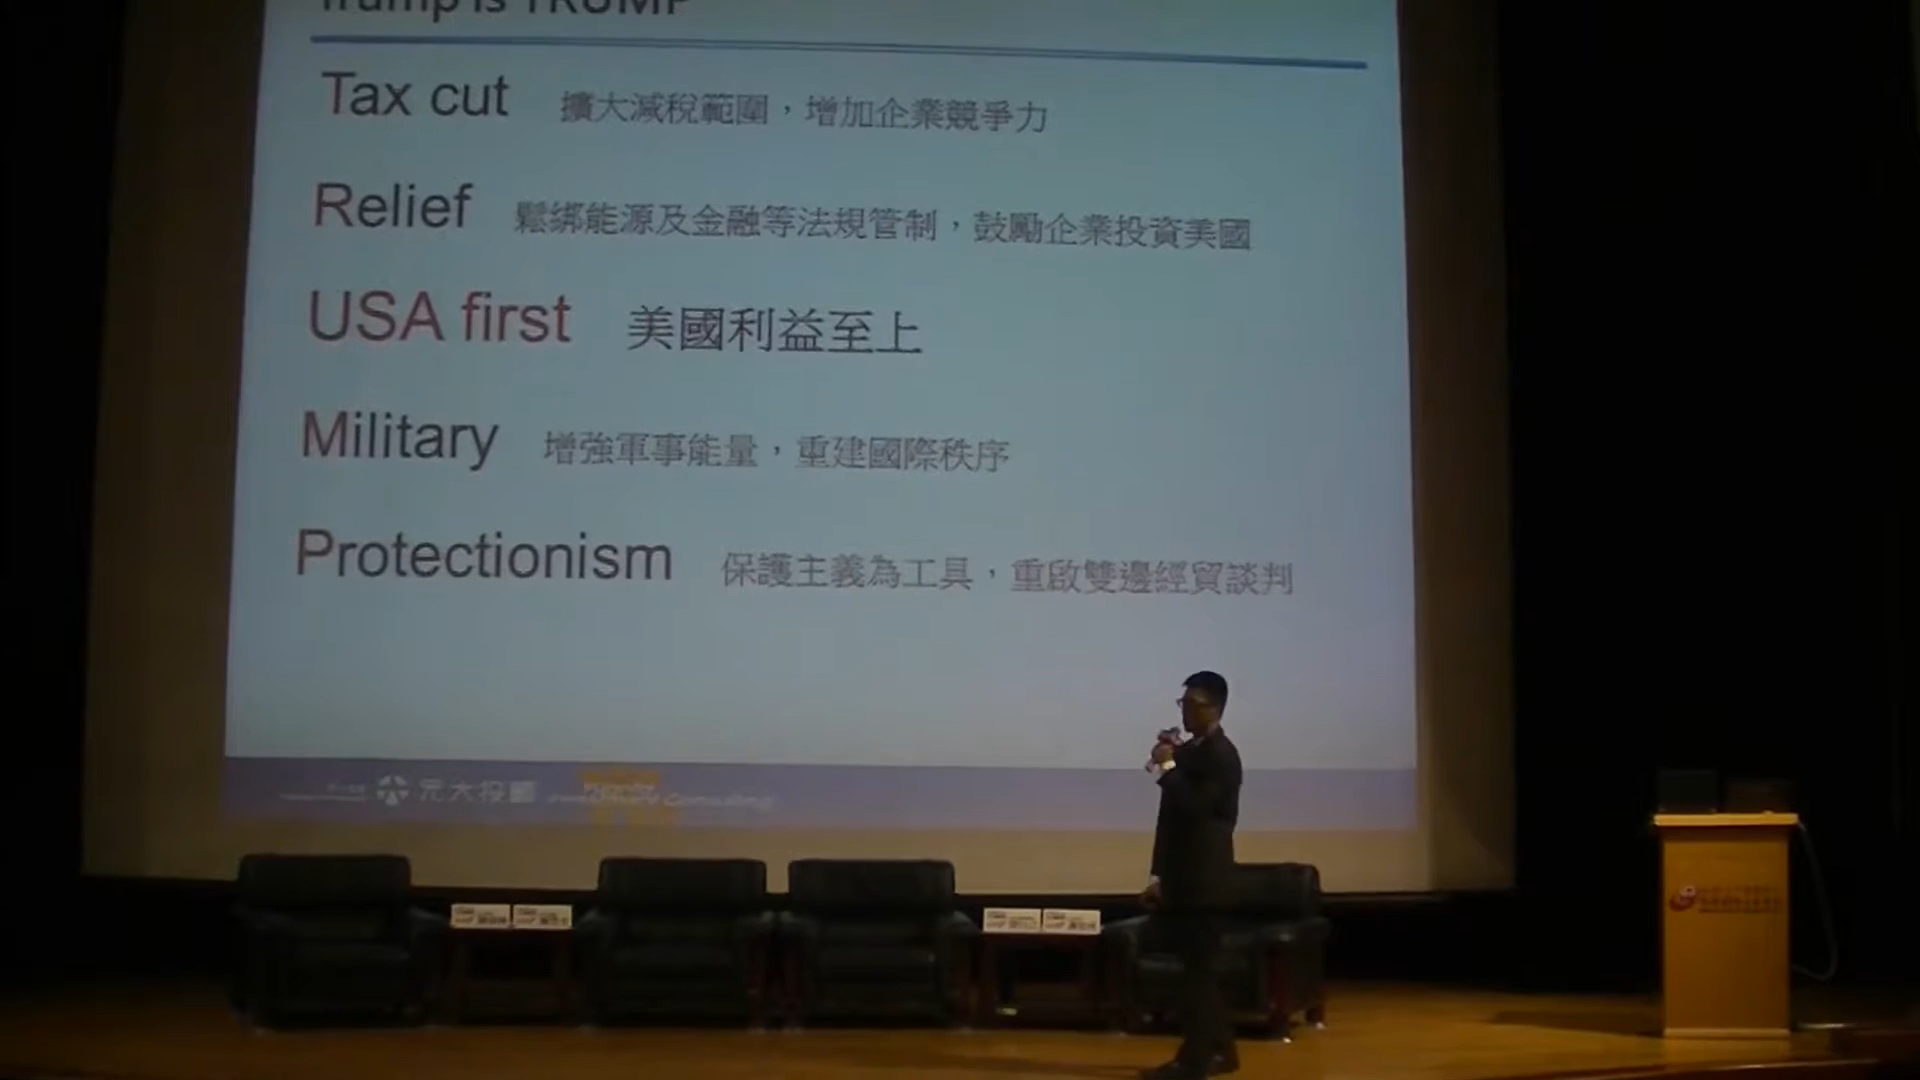 Trump is TRUMP
Tax cut 擴大減稅範圍，增加企業競爭力
Relief 鬆綁能源及金融等法規管制，鼓勵企業投資美國
USA first 美國利益至上
Military 增強軍事能量，重建國際秩序
Protectionism 保護主義為工具，重啟雙邊經貿談判
元大投顧 Investment Consulting